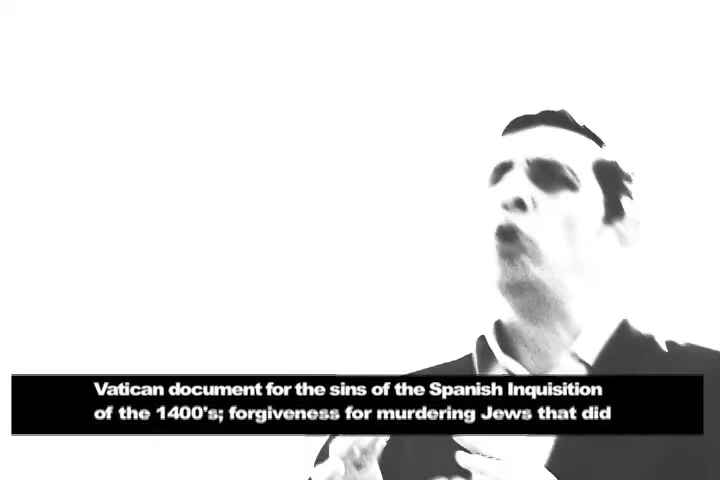 Vatican document for the sins of the Spanish Inquisition
of the 1400's; forgiveness for murdering Jews that did